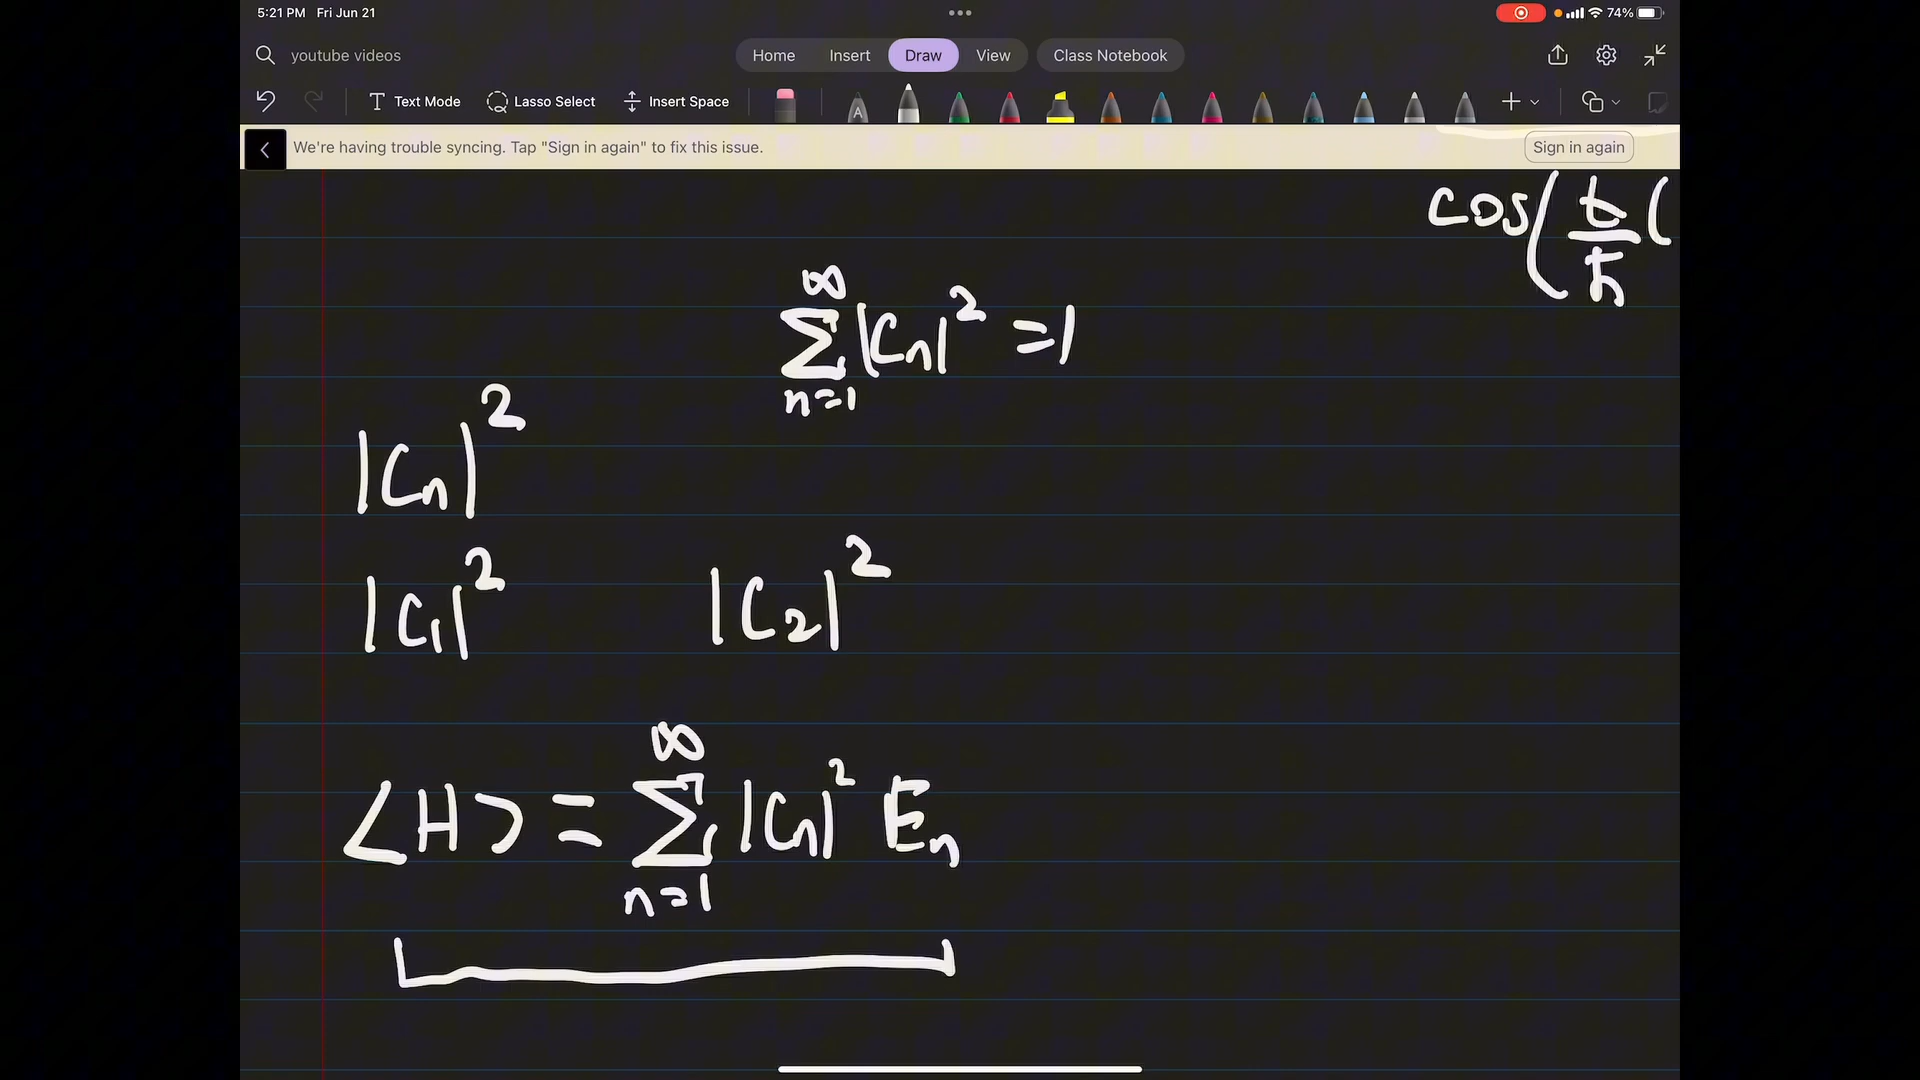 5:21 PM Fri Jun 21 74%
youtube videos Home Insert Draw View Class Notebook
Text Mode Lasso Select Insert Space A
We're having trouble syncing. Tap "Sign in again" to fix this issue. Sign in again
cos(t/ħ(
∞
∑|Cn|² =1
n=1
|Cn|²
|C1|² |C2|²
∞
<H> = ∑ |Cn|² En
n=1